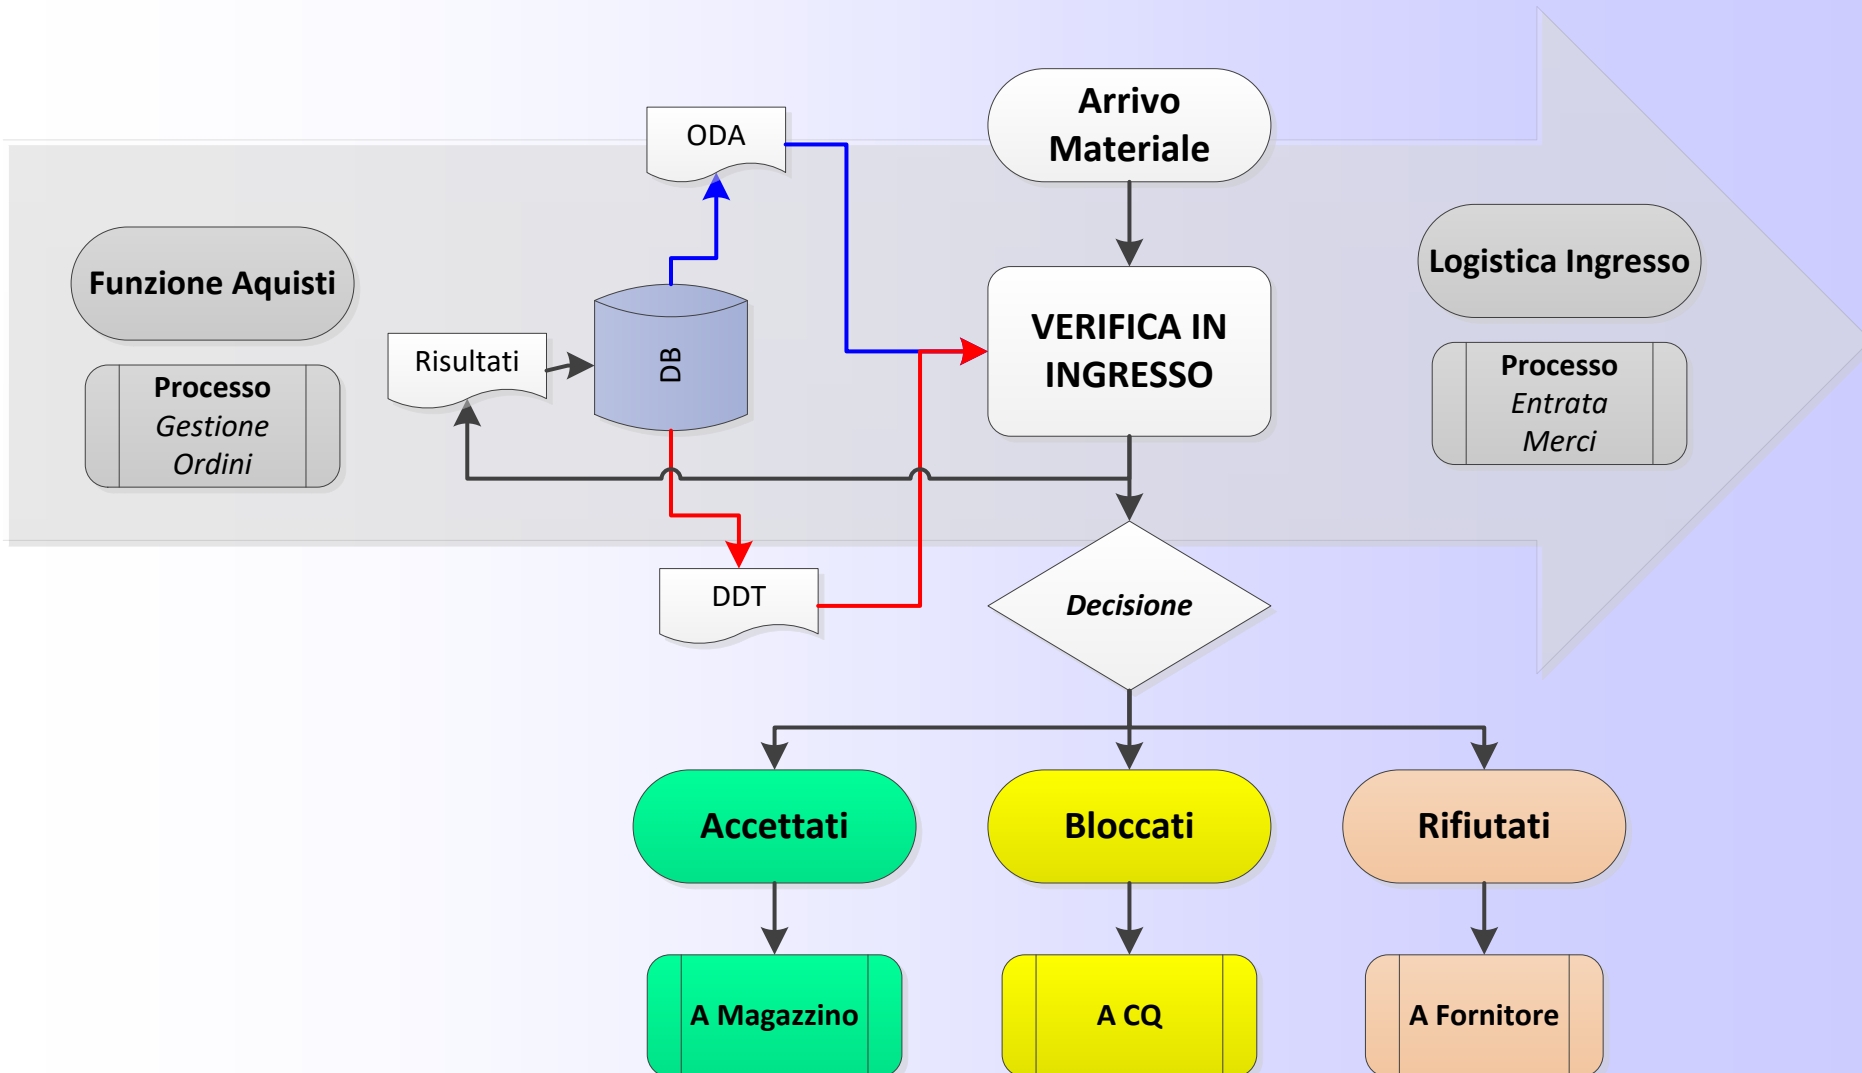 Arrivo
Materiale
ODA
Funzione Aquisti
Logistica Ingresso
VERIFICA IN
INGRESSO
Risultati
DB
Processo
Gestione
Ordini
Processo
Entrata
Merci
DDT
Decisione
Accettati
Bloccati
Rifiutati
A Magazzino
A CQ
A Fornitore